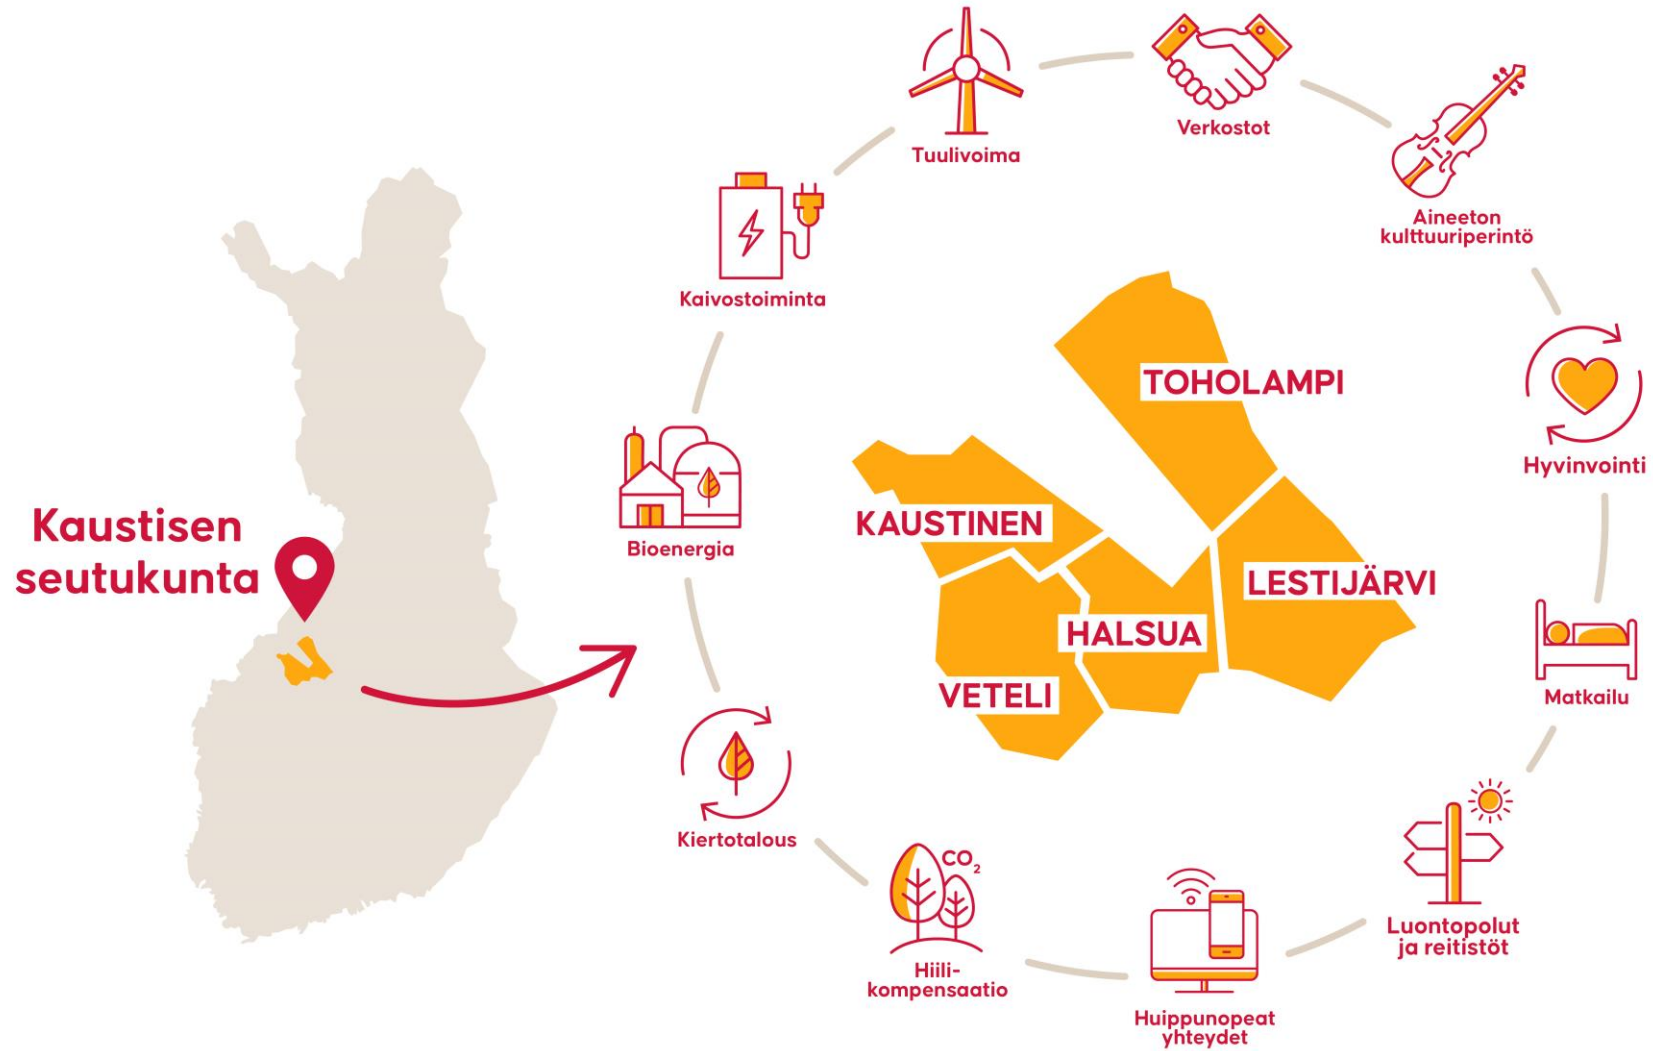 Kaustisen
seutukunta
Tuulivoima
Verkostot
Aineeton
kulttuuriperintö
Hyvinvointi
Matkailu
Luontopolut
ja reitistöt
Huippunopeat
yhteydet
CO₂
Hiili-
kompensaatio
Kiertotalous
Bioenergia
Kaivostoiminta
TOHOLAMPI
KAUSTINEN
LESTIJÄRVI
HALSUA
VETELI